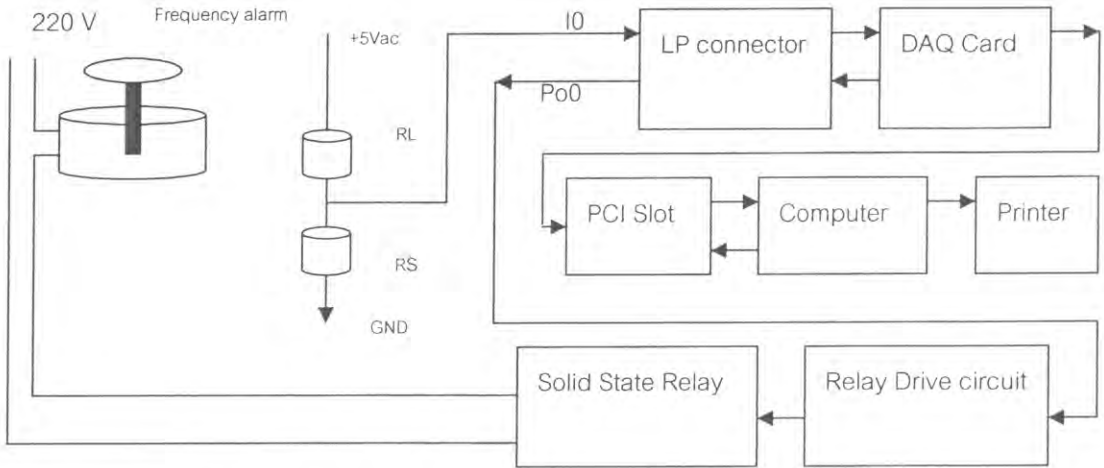 220 V
Frequency alarm
+5Vac
I0
LP connector
DAQ Card
Po0
RL
PCI Slot
Computer
Printer
RS
GND
Solid State Relay
Relay Drive circuit